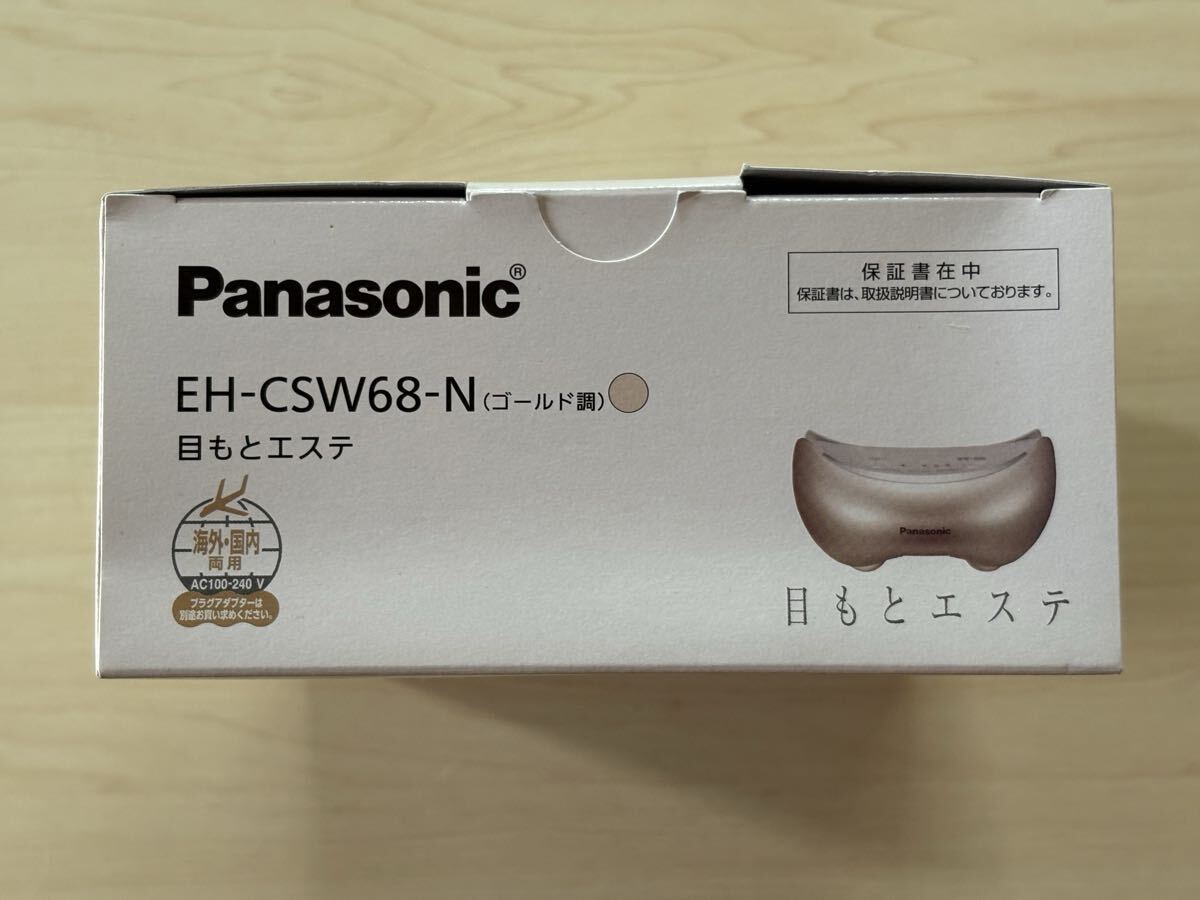 Panasonic®
保証書在中
保証書は、取扱説明書についております。
EH-CSW68-N（ゴールド調）
目もとエステ
海外・国内
両用
AC100-240 V
プラグアダプターは
別途お買い求めください。
Panasonic
目もとエステ